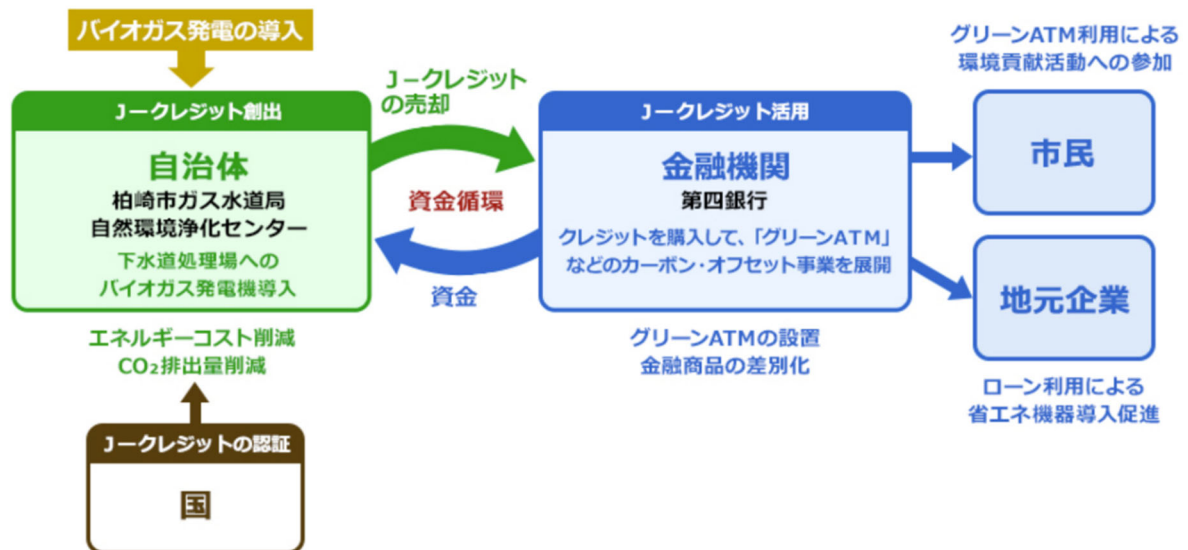 バイオガス発電の導入
J－クレジット創出
自治体
柏崎市ガス水道局
自然環境浄化センター
下水道処理場への
バイオガス発電機導入
エネルギーコスト削減
CO₂排出量削減
J－クレジットの認証
国
J－クレジット
の売却
資金循環
資金
J－クレジット活用
金融機関
第四銀行
クレジットを購入して、「グリーンATM」
などのカーボン・オフセット事業を展開
グリーンATMの設置
金融商品の差別化
グリーンATM利用による
環境貢献活動への参加
市民
地元企業
ローン利用による
省エネ機器導入促進